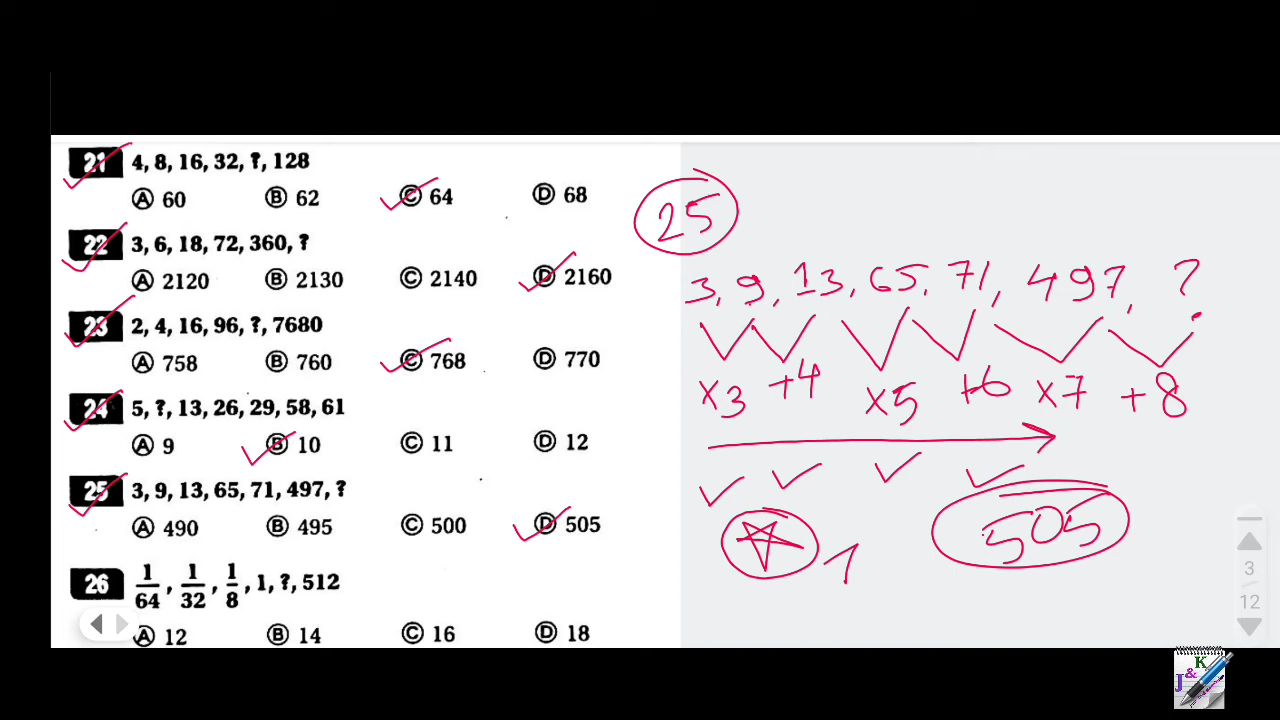 21 4, 8, 16, 32, ?, 128
A 60 B 62 C 64 D 68
22 3, 6, 18, 72, 360, ?
A 2120 B 2130 C 2140 D 2160
23 2, 4, 16, 96, ?, 7680
A 758 B 760 C 768 D 770
24 5, ?, 13, 26, 29, 58, 61
A 9 B 10 C 11 D 12
25 3, 9, 13, 65, 71, 497, ?
A 490 B 495 C 500 D 505
26 1/64, 1/32, 1/8, 1, ?, 512
A 12 B 14 C 16 D 18
25
3, 9, 13, 65, 71, 497, ?
x3 +4 x5 +6 x7 +8
505
1
3
12
J&K